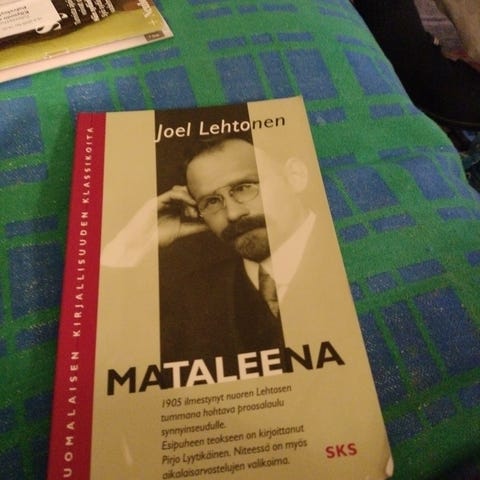 Joel Lehtonen
MATALEENA
1905 ilmestynyt nuoren Lehtosen
tummana hohtava proosalaulu
synnyinseudulle.
Esipuheen teokseen on kirjoittanut
Pirjo Lyytikäinen. Niteessä on myös
aikalaisarvostelujen valikoima.
SKS
UOMALAISEN KIRJALLISUUDEN KLASSIKOITA